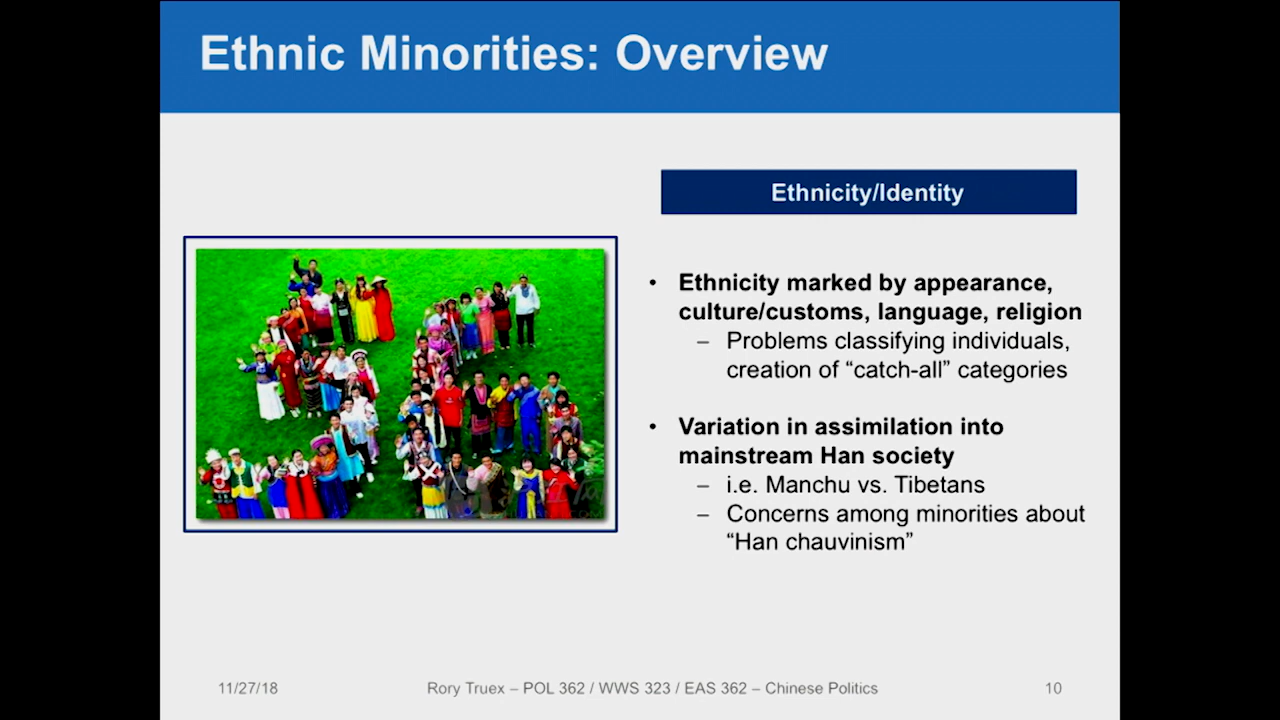 Ethnic Minorities: Overview
Ethnicity/Identity
• Ethnicity marked by appearance,
culture/customs, language, religion
– Problems classifying individuals,
creation of “catch-all” categories
• Variation in assimilation into
mainstream Han society
– i.e. Manchu vs. Tibetans
– Concerns among minorities about
“Han chauvinism”
11/27/18
Rory Truex – POL 362 / WWS 323 / EAS 362 – Chinese Politics
10